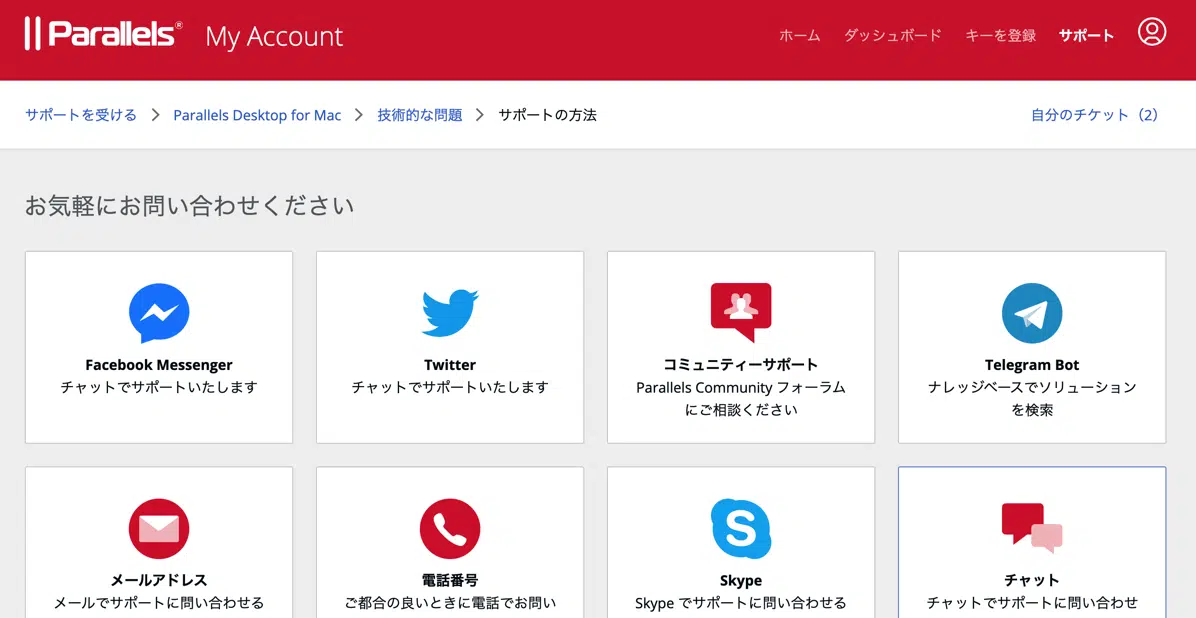 Parallels® My Account
ホーム ダッシュボード キーを登録 サポート
サポートを受ける > Parallels Desktop for Mac > 技術的な問題 > サポートの方法
自分のチケット（2）
お気軽にお問い合わせください
Facebook Messenger
チャットでサポートいたします
Twitter
チャットでサポートいたします
コミュニティーサポート
Parallels Community フォーラム
にご相談ください
Telegram Bot
ナレッジベースでソリューション
を検索
メールアドレス
メールでサポートに問い合わせる
電話番号
ご都合の良いときに電話でお問い
Skype
Skype でサポートに問い合わせる
チャット
チャットでサポートに問い合わせ